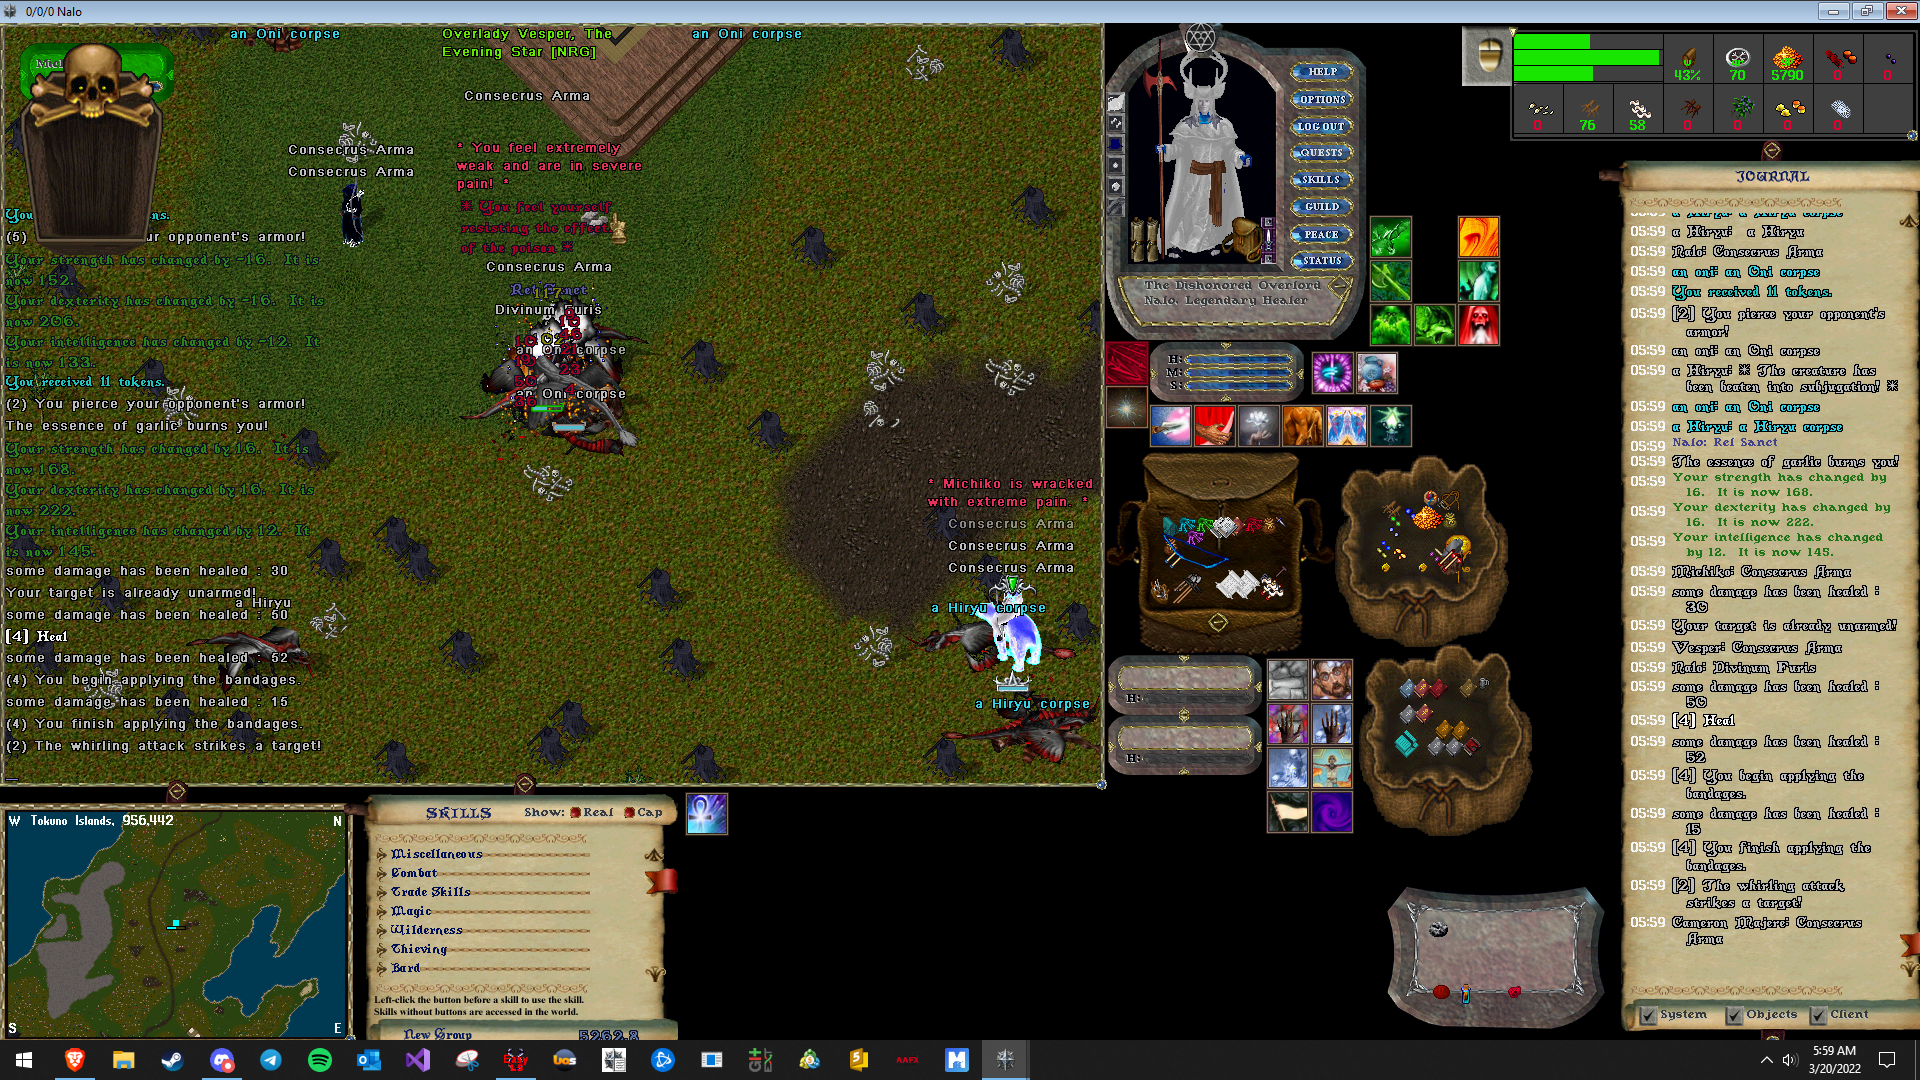 0/0/0 Nalo
an Oni corpse
Overlady Vesper, The
Evening Star [NRG]
an Oni corpse
Consecrus Arma
Consecrus Arma
Consecrus Arma
* You feel extremely
weak and are in severe
pain! *
* You feel yourself
resisting the effect
of the poison *
Consecrus Arma
Divinum Furis
an Oni corpse
an Oni corpse
* Michiko is wracked
with extreme pain. *
Consecrus Arma
Consecrus Arma
Consecrus Arma
a Hiryu corpse
a Hiryu corpse
a Hiryu
(5) ur opponent's armor!
Your strength has changed by -16. It is
now 152.
Your dexterity has changed by -16. It is
now 206.
Your intelligence has changed by -12. It
is now 133.
You received 11 tokens.
(2) You pierce your opponent's armor!
The essence of garlic burns you!
Your strength has changed by 16. It is
now 168.
Your dexterity has changed by 16. It is
now 222.
Your intelligence has changed by 12. It
is now 145.
some damage has been healed : 30
Your target is already unarmed!
some damage has been healed : 50
[4] Heal
some damage has been healed : 52
(4) You begin applying the bandages.
some damage has been healed : 15
(4) You finish applying the bandages.
(2) The whirling attack strikes a target!
HELP
OPTIONS
LOG OUT
QUESTS
SKILLS
GUILD
PEACE
STATUS
The Dishonored Overlord
Nalo: Legendary Healer
H:
M:
S:
H:
H:
43%
70
5790
0
0
0
76
58
0
0
0
0
JOURNAL
a Hiryu: a Hiryu corpse
05:59 a Hiryu: a Hiryu
05:59 Nalo: Consecrus Arma
05:59 an oni: an Oni corpse
05:59 You received 11 tokens.
05:59 [2] You pierce your opponent's
armor!
05:59 an oni: an Oni corpse
05:59 a Hiryu: * The creature has
been beaten into subjugation! *
05:59 an oni: an Oni corpse
05:59 a Hiryu: a Hiryu corpse
05:59 Nalo: Rel Sanct
05:59 The essence of garlic burns you!
05:59 Your strength has changed by
16. It is now 168.
05:59 Your dexterity has changed by
16. It is now 222.
05:59 Your intelligence has changed
by 12. It is now 145.
05:59 Michiko: Consecrus Arma
05:59 some damage has been healed :
30
05:59 Your target is already unarmed!
05:59 Vesper: Consecrus Arma
05:59 Nalo: Divinum Furis
05:59 some damage has been healed :
50
05:59 [4] Heal
05:59 some damage has been healed :
52
05:59 [4] You begin applying the
bandages.
05:59 some damage has been healed :
15
05:59 [4] You finish applying the
bandages.
05:59 [2] The whirling attack
strikes a target!
05:59 Cameron Majere: Consecrus
Arma
System Objects Client
W Tokuno Islands, 956,442 N
S E
SKILLS Show: Real Cap
Miscellaneous
Combat
Trade Skills
Magic
Wilderness
Thieving
Bard
Left-click the button before a skill to use the skill.
Skills without buttons are accessed in the world.
New Group 5262.8
5:59 AM
3/20/2022